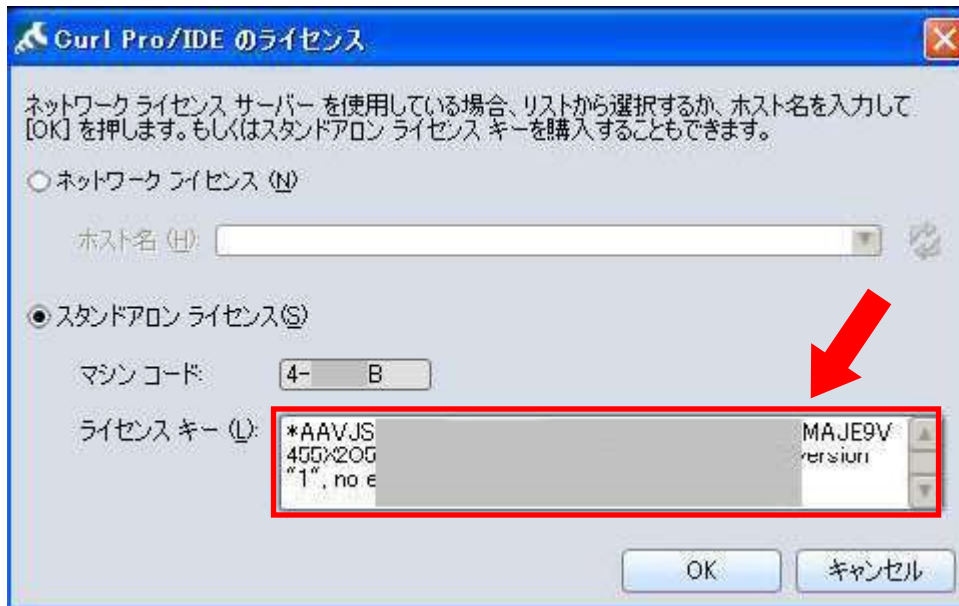 Curl Pro/IDE のライセンス
ネットワーク ライセンス サーバー を使用している場合、リストから選択するか、ホスト名を入力して
[OK] を押します。もしくはスタンドアロン ライセンス キーを購入することもできます。
ネットワーク ライセンス (N)
ホスト名 (H):
スタンドアロン ライセンス(S)
マシン コード:
4- B
ライセンス キー (L):
*AAVJS MAJE9V
455X205 version
"1", no e
OK キャンセル